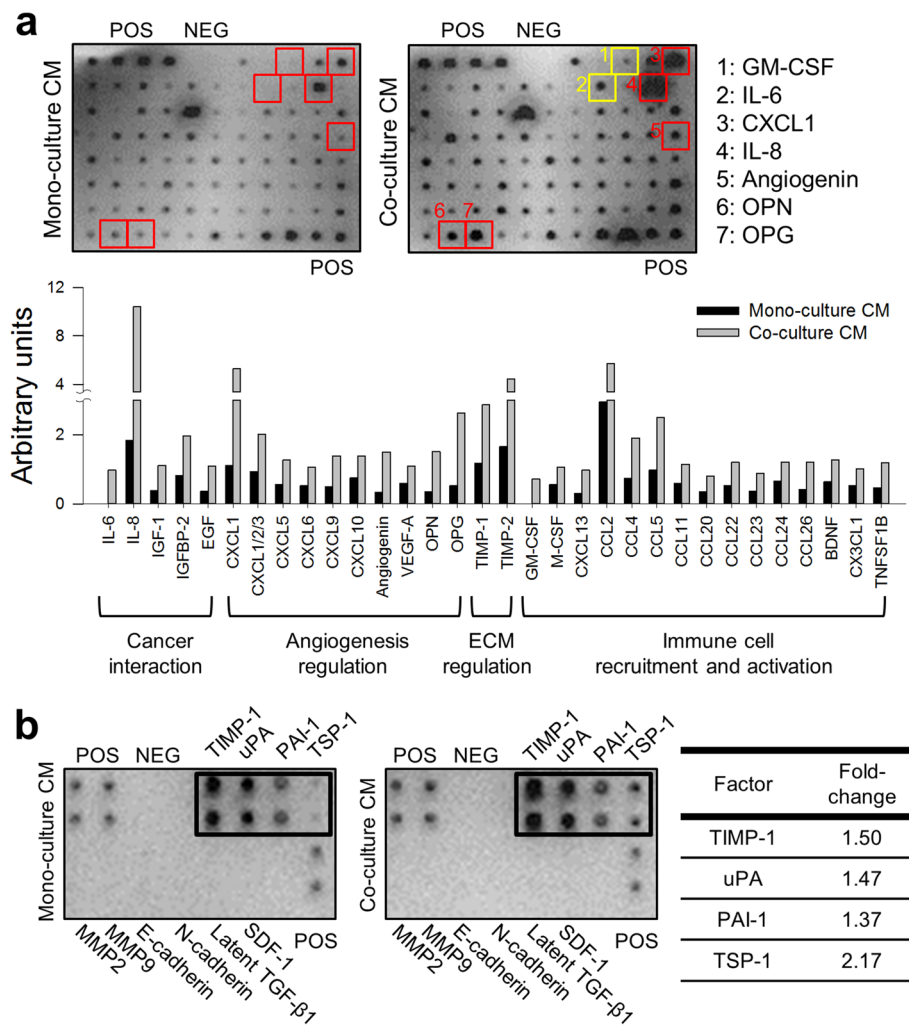 a
POS NEG
POS NEG
Mono-culture CM
Co-culture CM
1
2
3
4
5
6 7
1: GM-CSF
2: IL-6
3: CXCL1
4: IL-8
5: Angiogenin
6: OPN
7: OPG
POS
POS
Arbitrary units
12
8
4
2
0
Mono-culture CM
Co-culture CM
IL-6
IL-8
IGF-1
IGFBP-2
EGF
CXCL1
CXCL1/2/3
CXCL5
CXCL6
CXCL9
CXCL10
Angiogenin
VEGF-A
OPN
OPG
TIMP-1
TIMP-2
GM-CSF
M-CSF
CXCL13
CCL2
CCL4
CCL5
CCL11
CCL20
CCL22
CCL23
CCL24
CCL26
BDNF
CX3CL1
TNFSF1B
Cancer
interaction
Angiogenesis
regulation
ECM
regulation
Immune cell
recruitment and activation
b
POS NEG TIMP-1 uPA PAI-1 TSP-1
Mono-culture CM
MMP2 MMP9 E-cadherin N-cadherin Latent TGF-β1 SDF-1 POS
POS NEG TIMP-1 uPA PAI-1 TSP-1
Co-culture CM
MMP2 MMP9 E-cadherin N-cadherin Latent TGF-β1 SDF-1 POS
Factor Fold-
change
TIMP-1 1.50
uPA 1.47
PAI-1 1.37
TSP-1 2.17